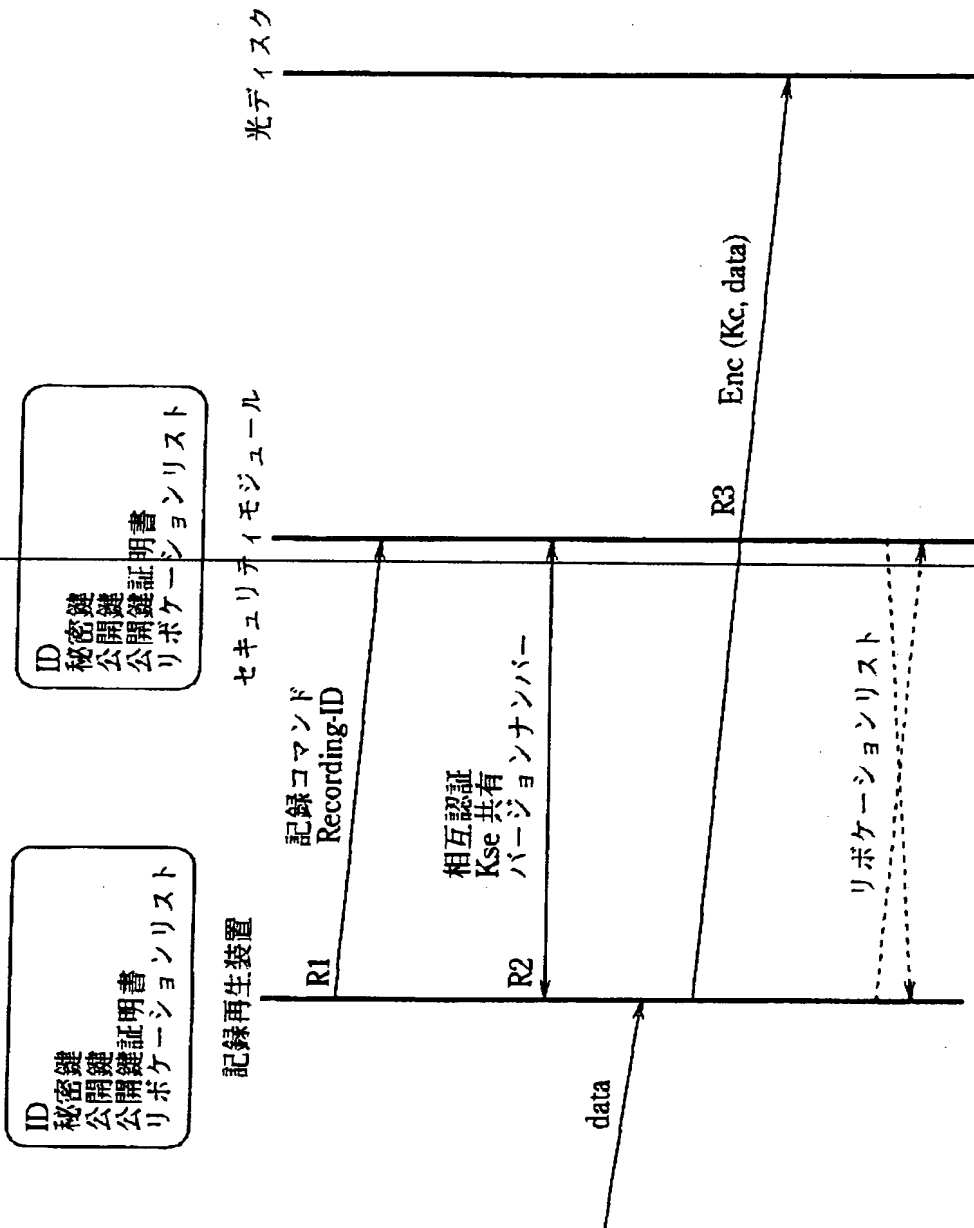 ID
秘密鍵
公開鍵
公開鍵証明書
リボケーションリスト
ID
秘密鍵
公開鍵
公開鍵証明書
リボケーションリスト
記録再生装置
セキュリティモジュール
光ディスク
R1
記録コマンド
Recording-ID
R2
相互認証
Kse 共有
バージョンナンバー
data
R3
Enc (Kc, data)
リボケーションリスト